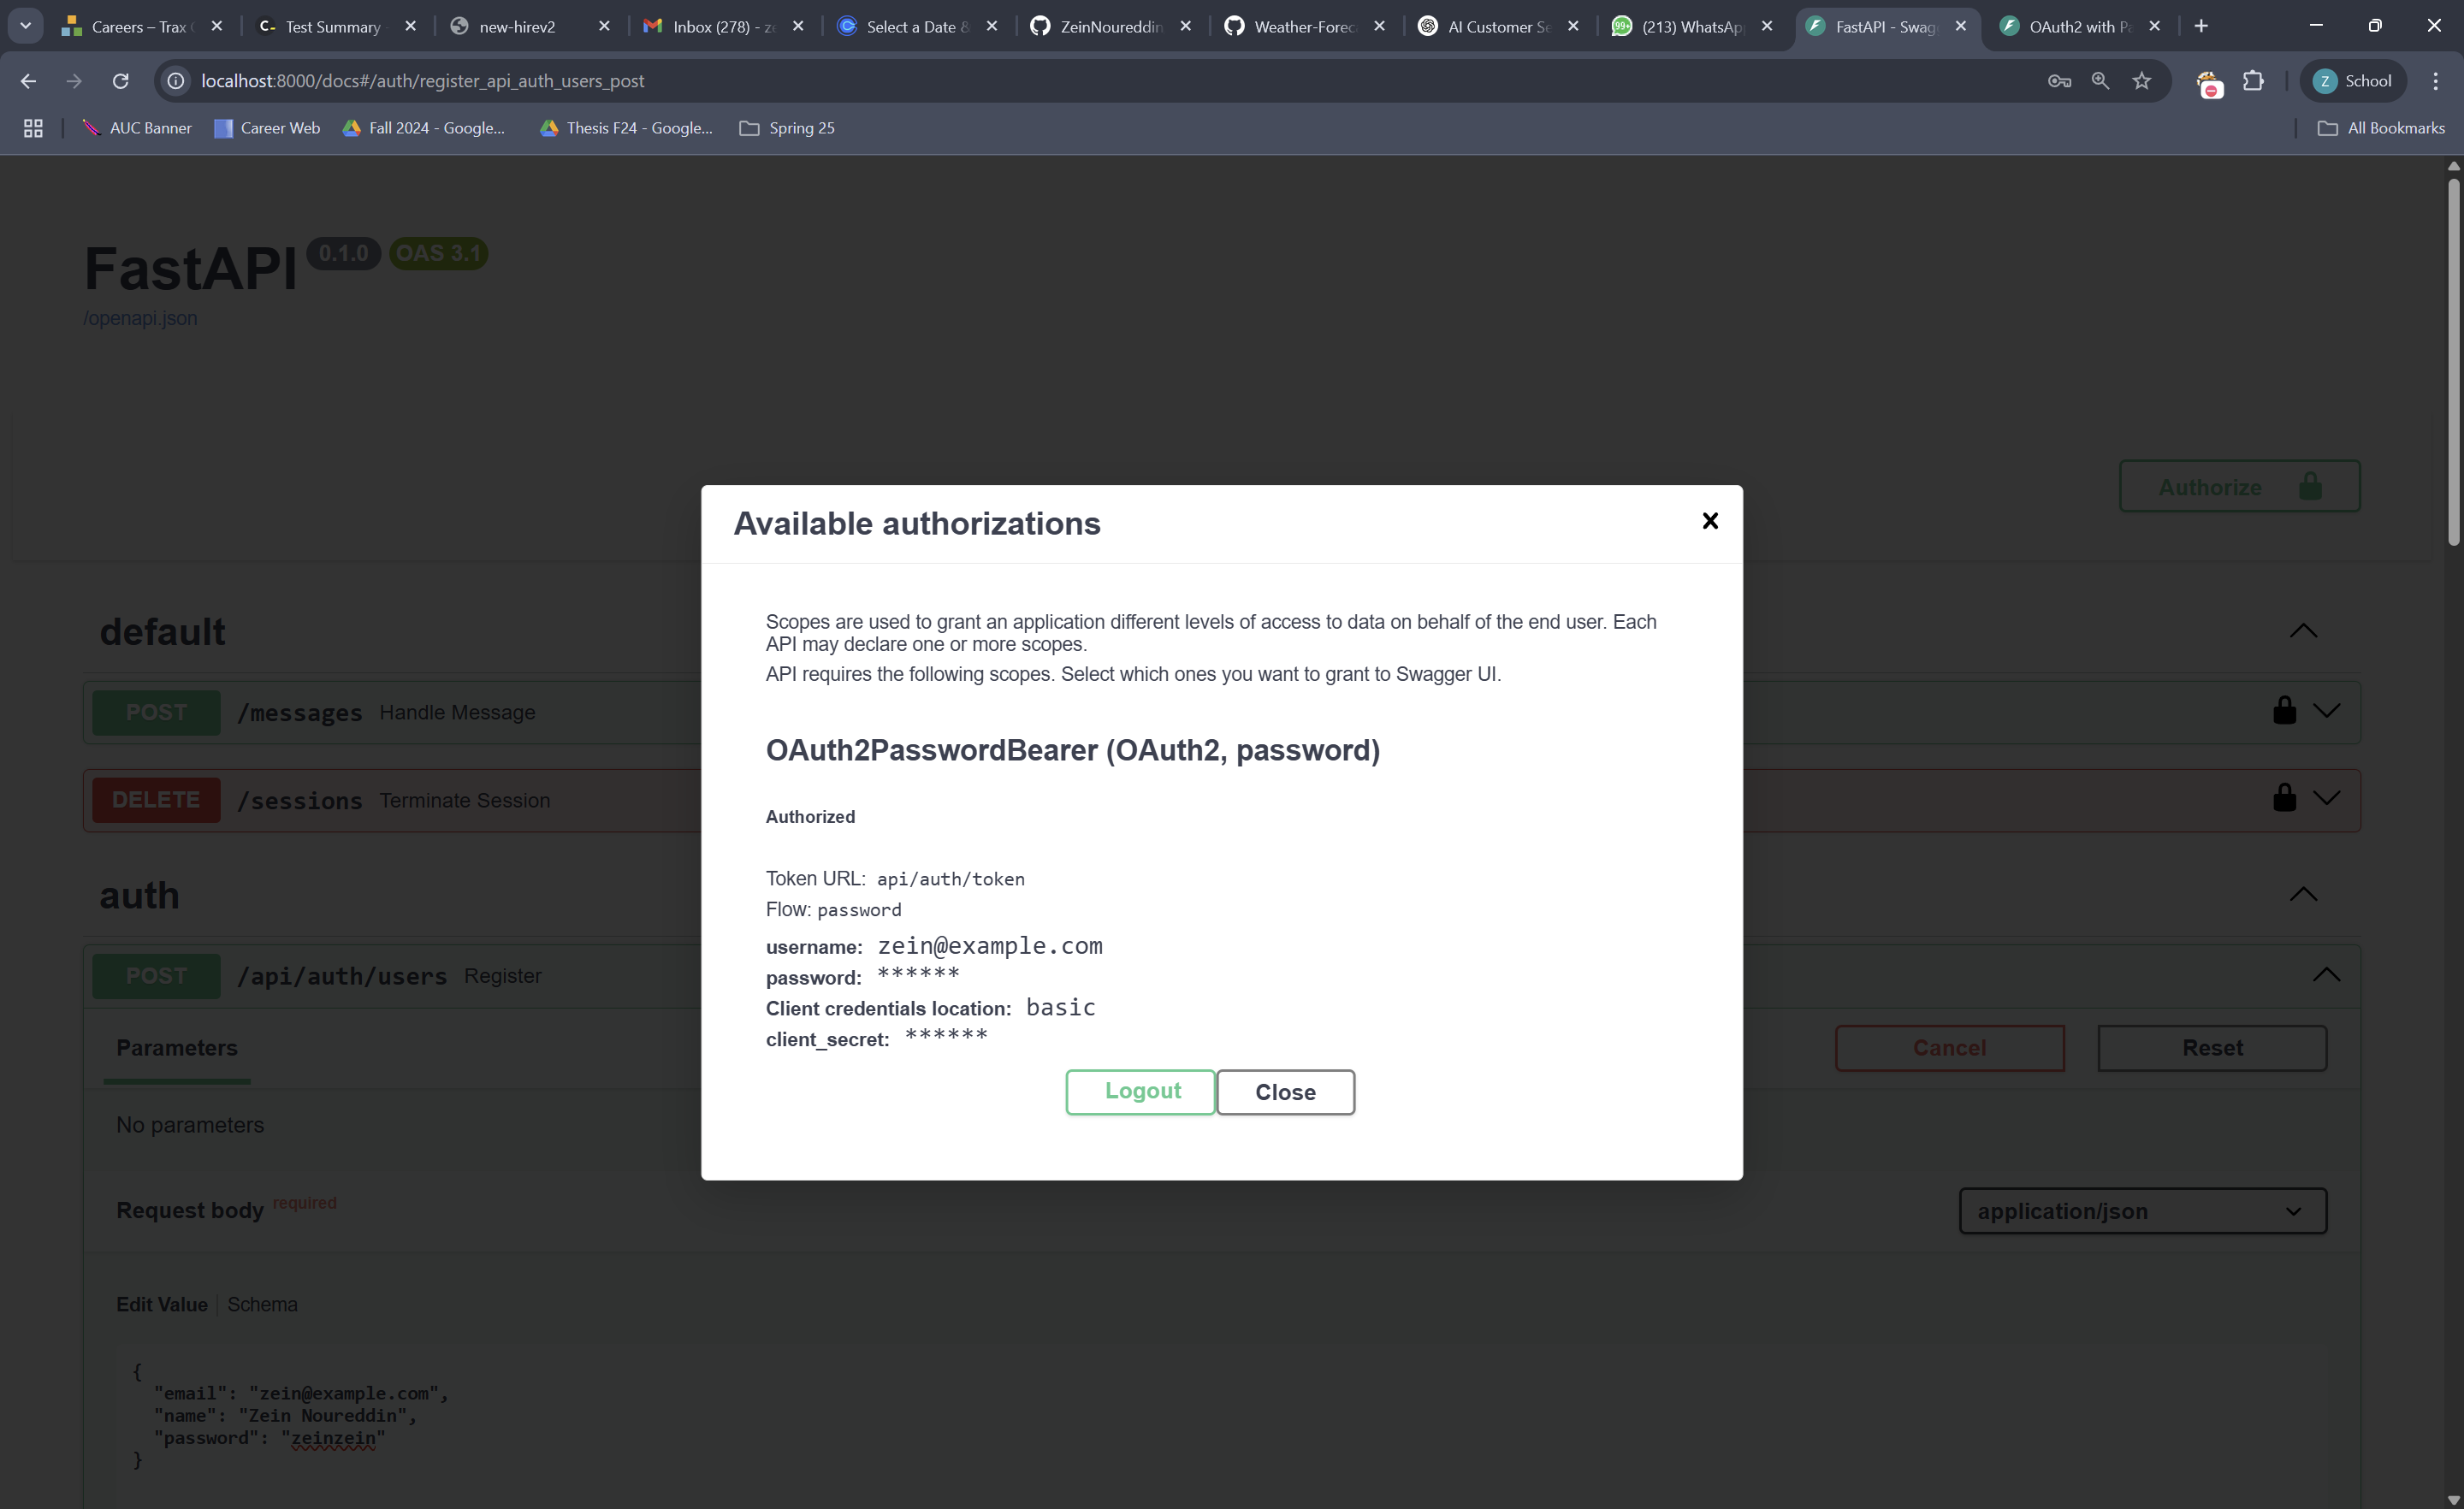 Careers – Trax
Test Summary
new-hirev2
Inbox (278) - ze
Select a Date &
ZeinNoureddin
Weather-Forec
AI Customer Se
99+
(213) WhatsAp
FastAPI - Swag
OAuth2 with Pa
localhost:8000/docs#/auth/register_api_auth_users_post
Z School
AUC Banner
Career Web
Fall 2024 - Google...
Thesis F24 - Google...
Spring 25
All Bookmarks
FastAPI 0.1.0 OAS 3.1
/openapi.json
Authorize
Available authorizations
Scopes are used to grant an application different levels of access to data on behalf of the end user. Each
API may declare one or more scopes.
API requires the following scopes. Select which ones you want to grant to Swagger UI.
OAuth2PasswordBearer (OAuth2, password)
Authorized
Token URL: api/auth/token
Flow: password
username: zein@example.com
password: ******
Client credentials location: basic
client_secret: ******
Logout
Close
default
POST /messages Handle Message
DELETE /sessions Terminate Session
auth
POST /api/auth/users Register
Parameters
Cancel
Reset
No parameters
Request body required
application/json
Edit Value Schema
{
"email": "zein@example.com",
"name": "Zein Noureddin",
"password": "zeinzein"
}